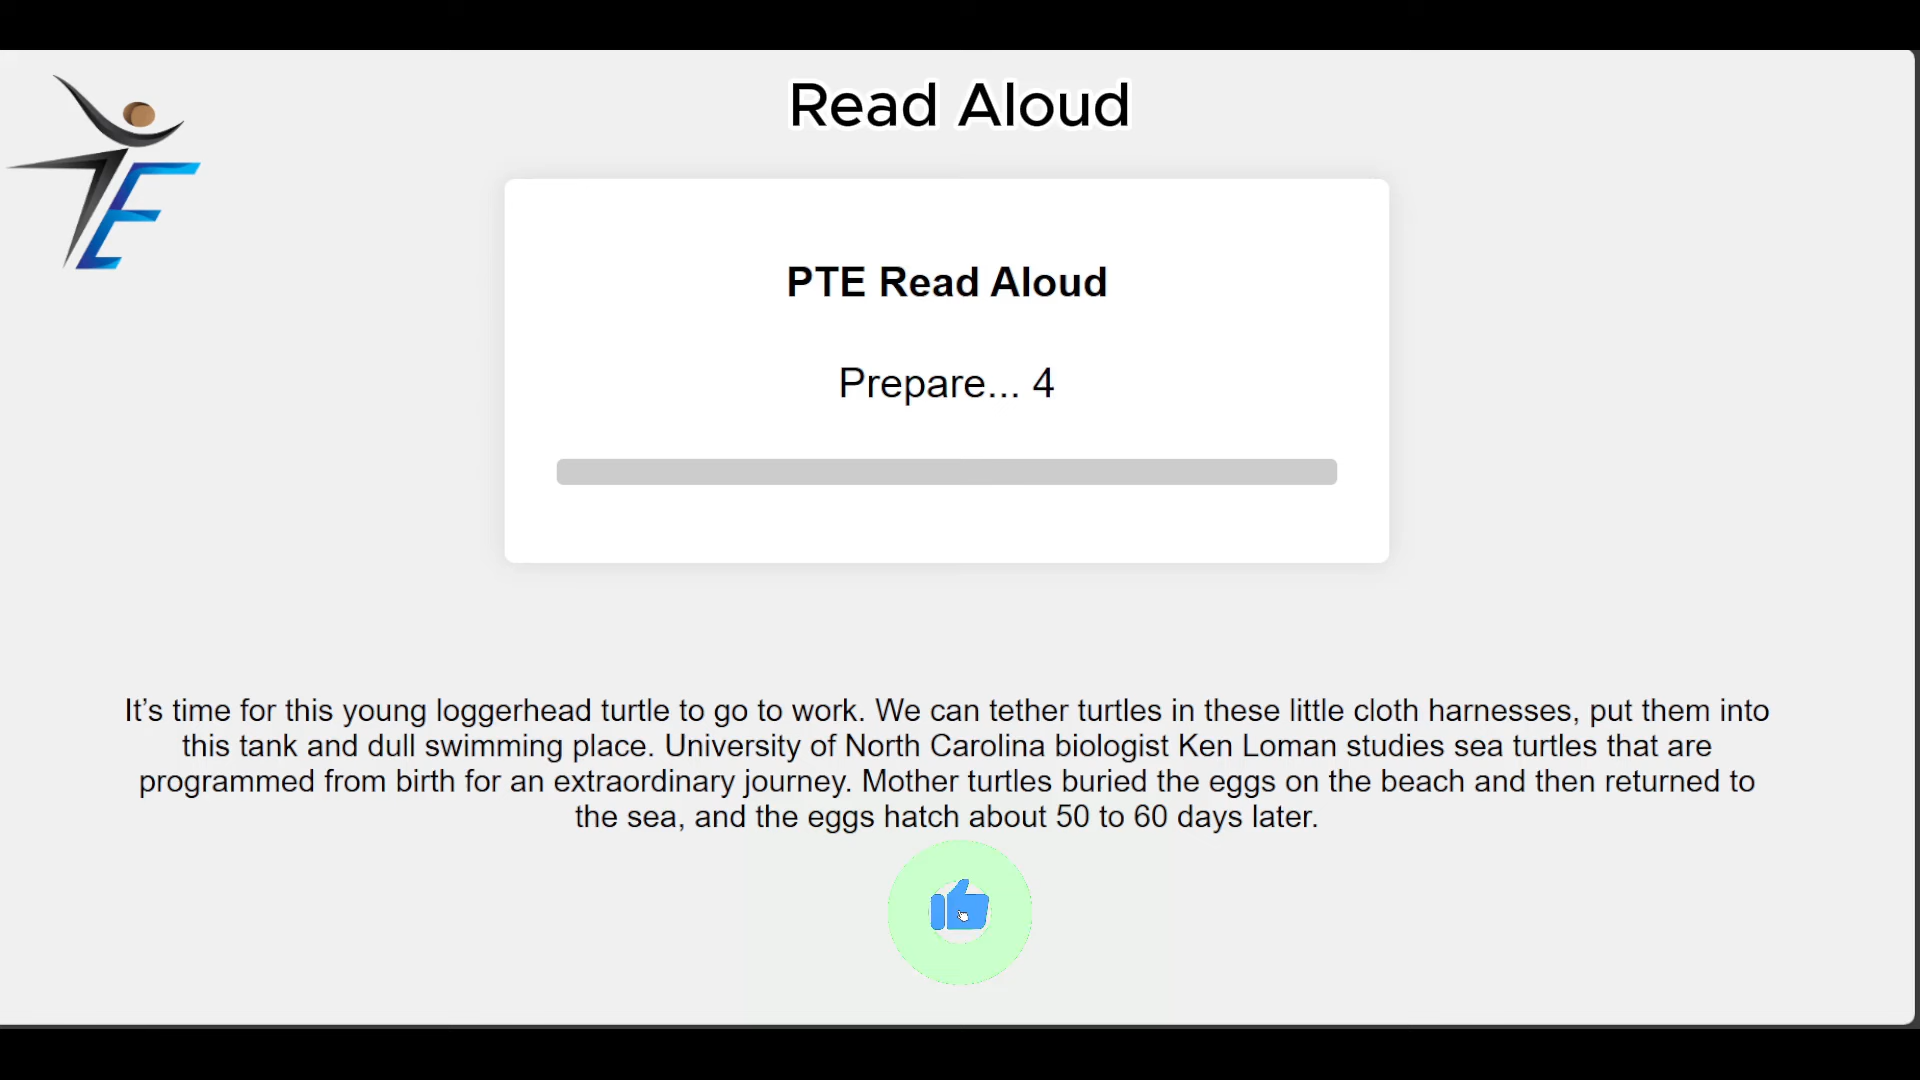 Read Aloud
PTE Read Aloud
Prepare... 4
It’s time for this young loggerhead turtle to go to work. We can tether turtles in these little cloth harnesses, put them into
this tank and dull swimming place. University of North Carolina biologist Ken Loman studies sea turtles that are
programmed from birth for an extraordinary journey. Mother turtles buried the eggs on the beach and then returned to
the sea, and the eggs hatch about 50 to 60 days later.